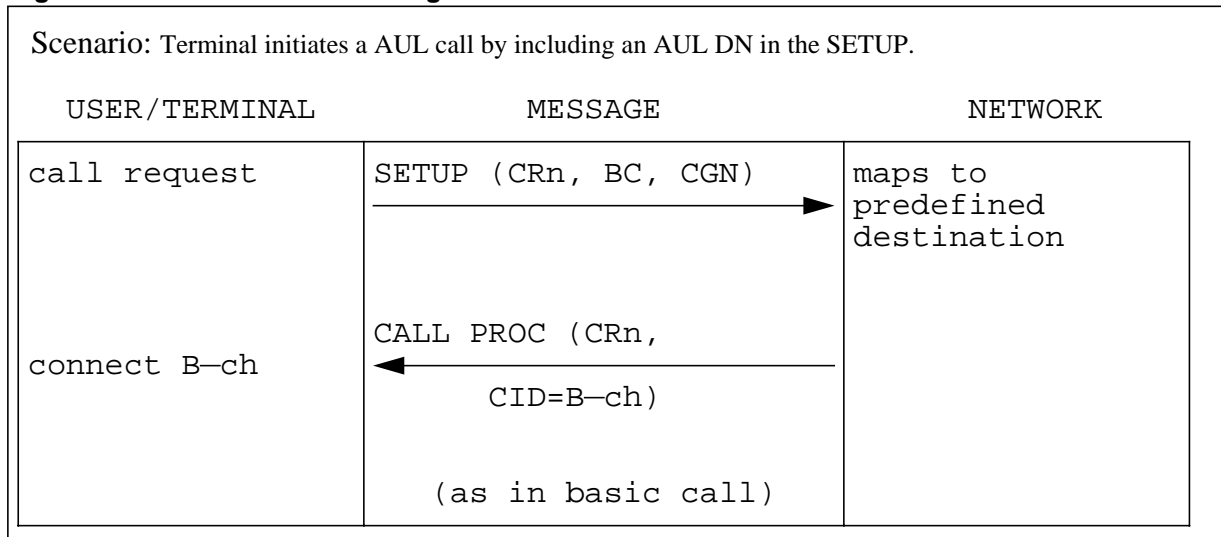 Scenario: Terminal initiates a AUL call by including an AUL DN in the SETUP.
USER/TERMINAL MESSAGE NETWORK
call request SETUP (CRn, BC, CGN) maps to
predefined
destination
CALL PROC (CRn,
connect B—ch
CID=B—ch)
(as in basic call)